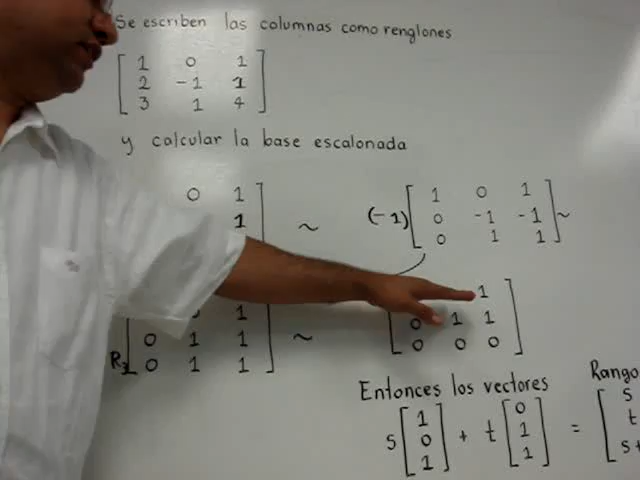 Se escriben las columnas como renglones
1 0 1
2 -1 1
3 1 4
y calcular la base escalonada
0 1
1
~
(-1)
1 0 1
0 -1 -1
0 1 1
~
1
0 1 1
R3 0 1 1
~
1
0 1 1
0 0 0
Entonces los vectores
Rango
s
1
0
1
+ t
0
1
1
=
s
t
s+